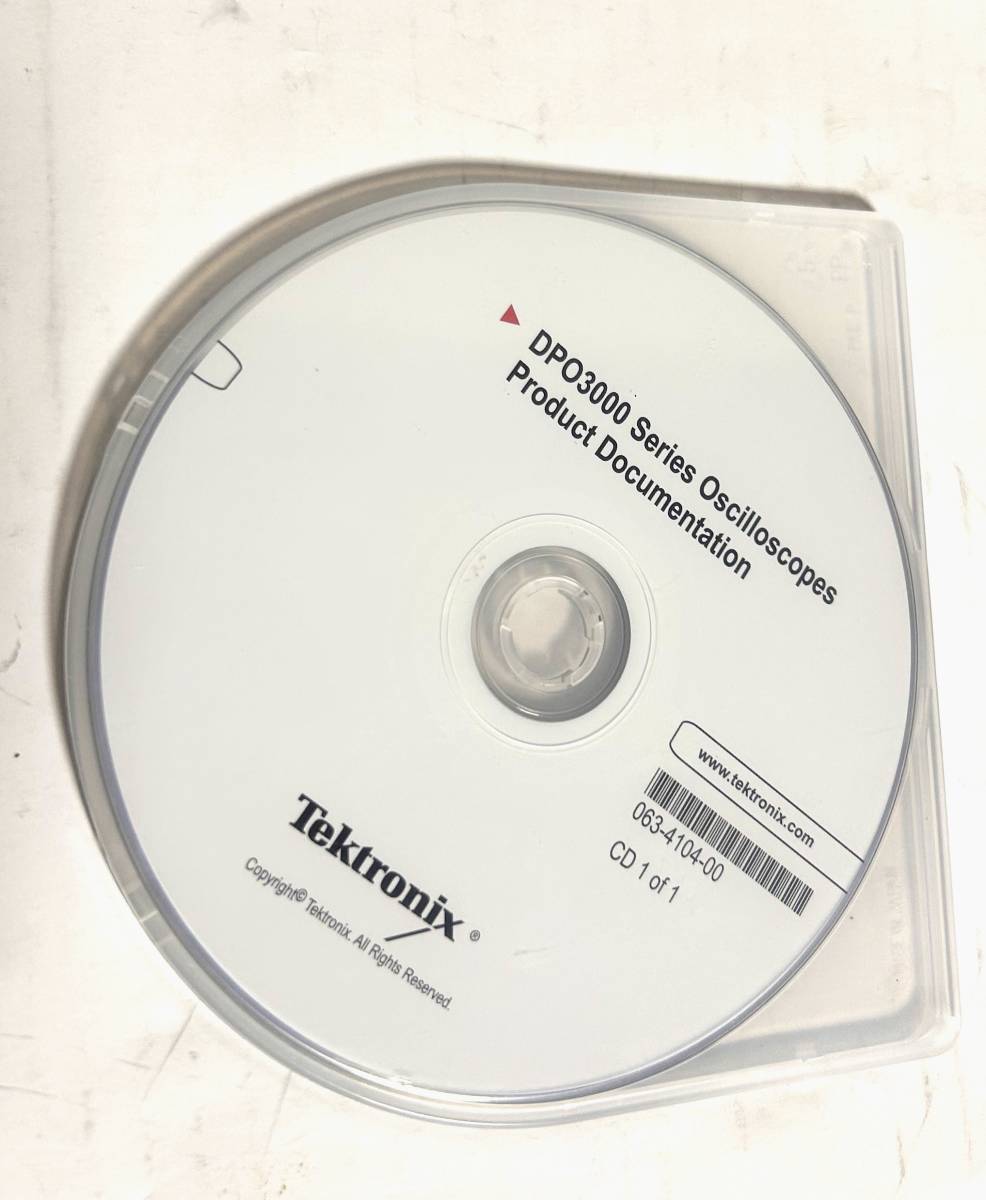 DPO3000 Series Oscilloscopes
Product Documentation
www.tektronix.com
063-4104-00
CD 1 of 1
Tektronix®
Copyright© Tektronix. All Rights Reserved.